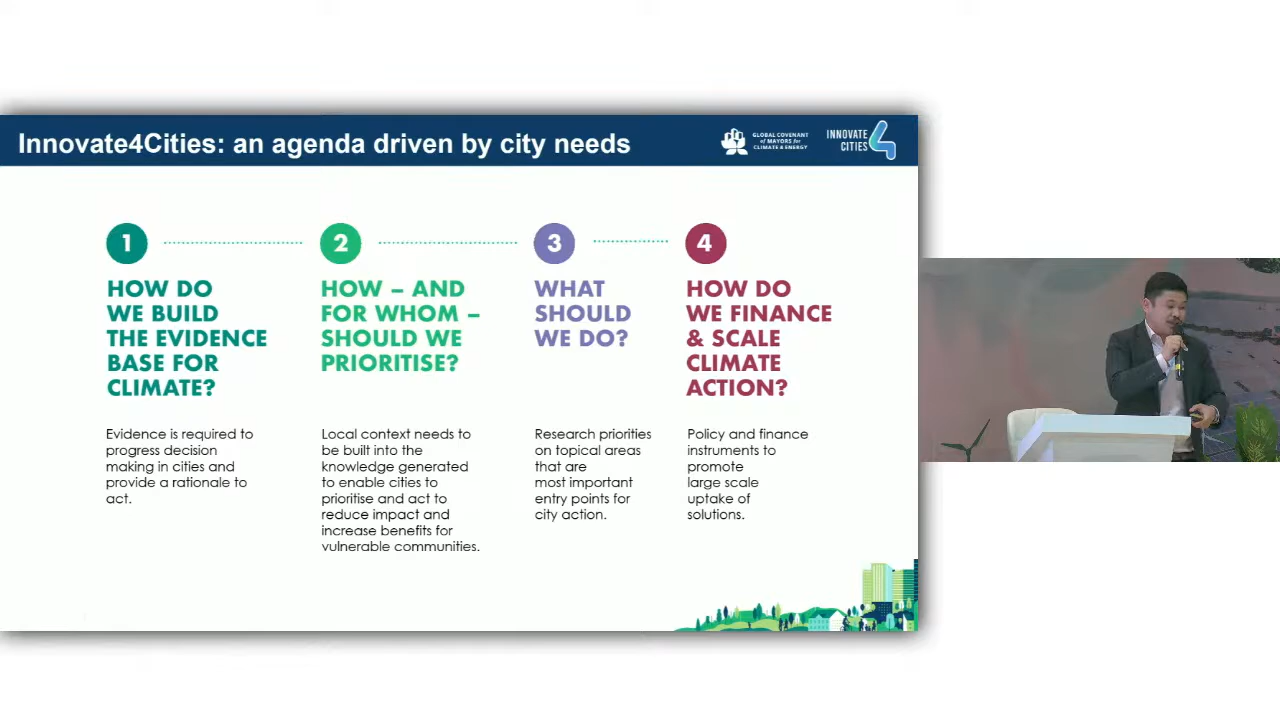 Innovate4Cities: an agenda driven by city needs
GLOBAL COVENANT
of MAYORS for
CLIMATE & ENERGY
INNOVATE
CITIES 4
1
HOW DO
WE BUILD
THE EVIDENCE
BASE FOR
CLIMATE?
Evidence is required to
progress decision
making in cities and
provide a rationale to
act.
2
HOW – AND
FOR WHOM –
SHOULD WE
PRIORITISE?
Local context needs to
be built into the
knowledge generated
to enable cities to
prioritise and act to
reduce impact and
increase benefits for
vulnerable communities.
3
WHAT
SHOULD
WE DO?
Research priorities
on topical areas
that are
most important
entry points for
city action.
4
HOW DO
WE FINANCE
& SCALE
CLIMATE
ACTION?
Policy and finance
instruments to
promote
large scale
uptake of
solutions.